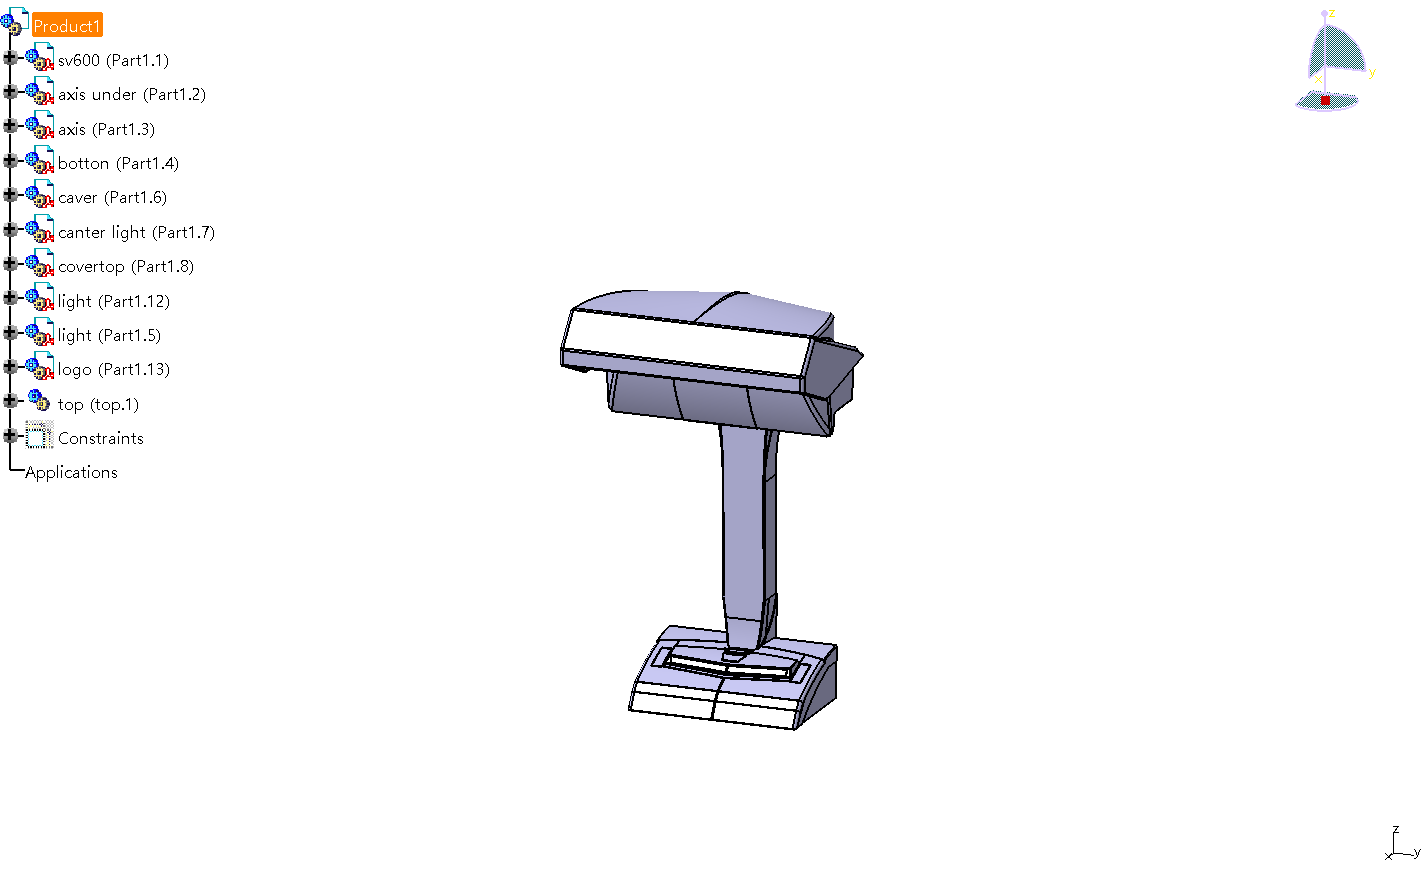 Product1
sv600 (Part1.1)
axis under (Part1.2)
axis (Part1.3)
botton (Part1.4)
caver (Part1.6)
canter light (Part1.7)
covertop (Part1.8)
light (Part1.12)
light (Part1.5)
logo (Part1.13)
top (top.1)
Constraints
Applications
z
y
x
z
x
y